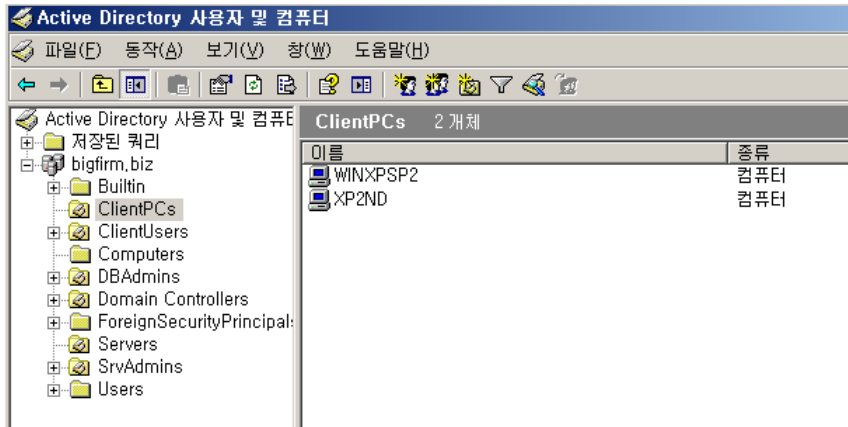 Active Directory 사용자 및 컴퓨터
파일(F) 동작(A) 보기(V) 창(W) 도움말(H)
Active Directory 사용자 및 컴퓨터
저장된 쿼리
bigfirm.biz
Builtin
ClientPCs
ClientUsers
Computers
DBAdmins
Domain Controllers
ForeignSecurityPrincipals
Servers
SrvAdmins
Users
ClientPCs 2 개체
이름 종류
WINXPSP2 컴퓨터
XP2ND 컴퓨터